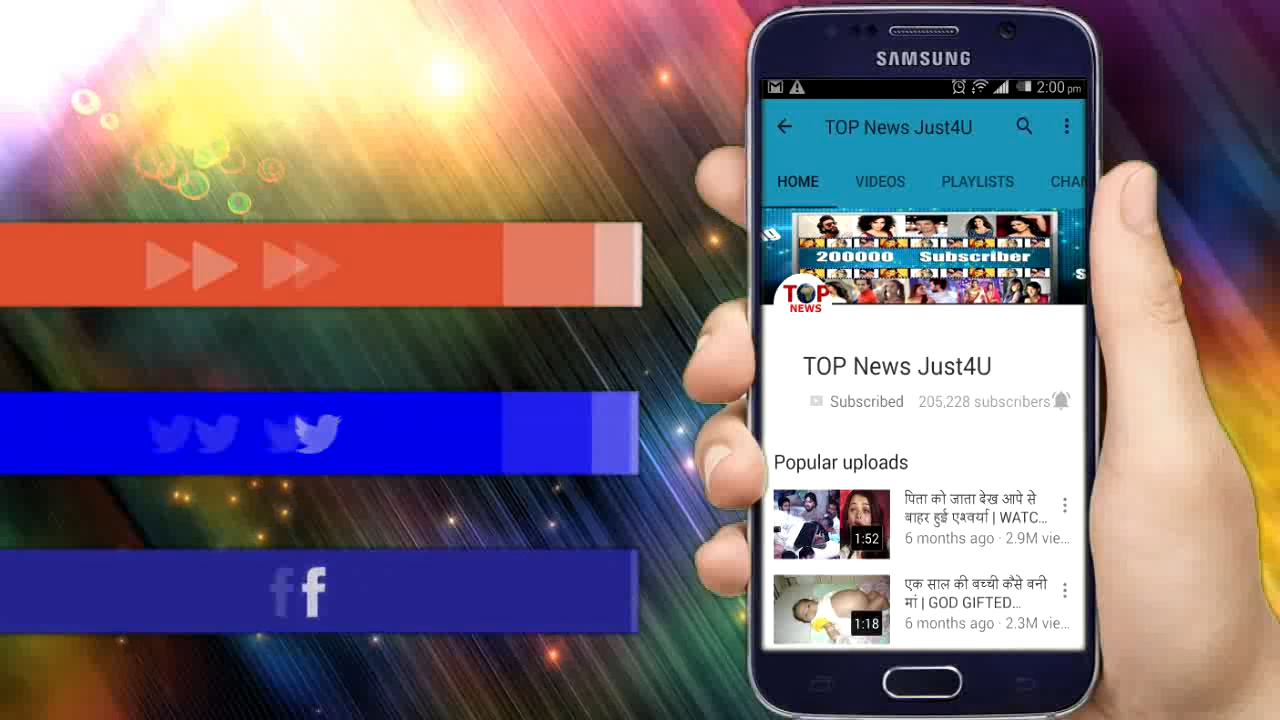 SAMSUNG
2:00 pm
TOP News Just4U
HOME VIDEOS PLAYLISTS CHAN
200000 Subscriber
S
TOP
NEWS
TOP News Just4U
Subscribed 205,228 subscribers
Popular uploads
पिता को जाता देख आपे से
बाहर हुई एश्वर्या | WATC...
1:52
6 months ago · 2.9M vie...
एक साल की बच्ची कैसे बनी
मां | GOD GIFTED...
1:18
6 months ago · 2.3M vie...